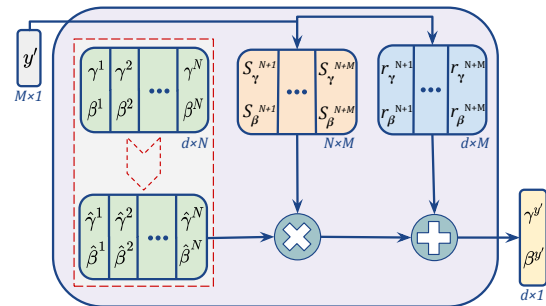 y′
M×1
γ¹ γ² ••• γᴺ
β¹ β² βᴺ
d×N
S_γ^{N+1} ••• S_γ^{N+M}
S_β^{N+1} S_β^{N+M}
N×M
r_γ^{N+1} ••• r_γ^{N+M}
r_β^{N+1} r_β^{N+M}
d×M
γ̂¹ γ̂² ••• γ̂ᴺ
β̂¹ β̂² β̂ᴺ
γ^{y′}
β^{y′}
d×1